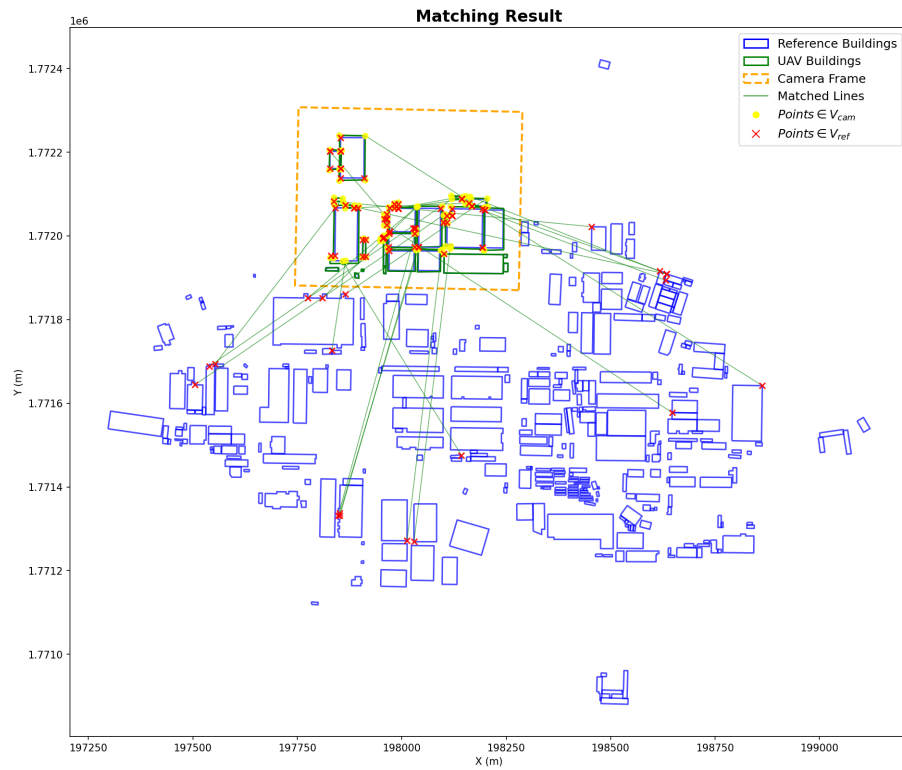 Matching Result
1e6
Reference Buildings
UAV Buildings
Camera Frame
Matched Lines
Points ∈ V_cam
Points ∈ V_ref
1.7724
1.7722
1.7720
1.7718
1.7716
1.7714
1.7712
1.7710
Y (m)
197250 197500 197750 198000 198250 198500 198750 199000
X (m)